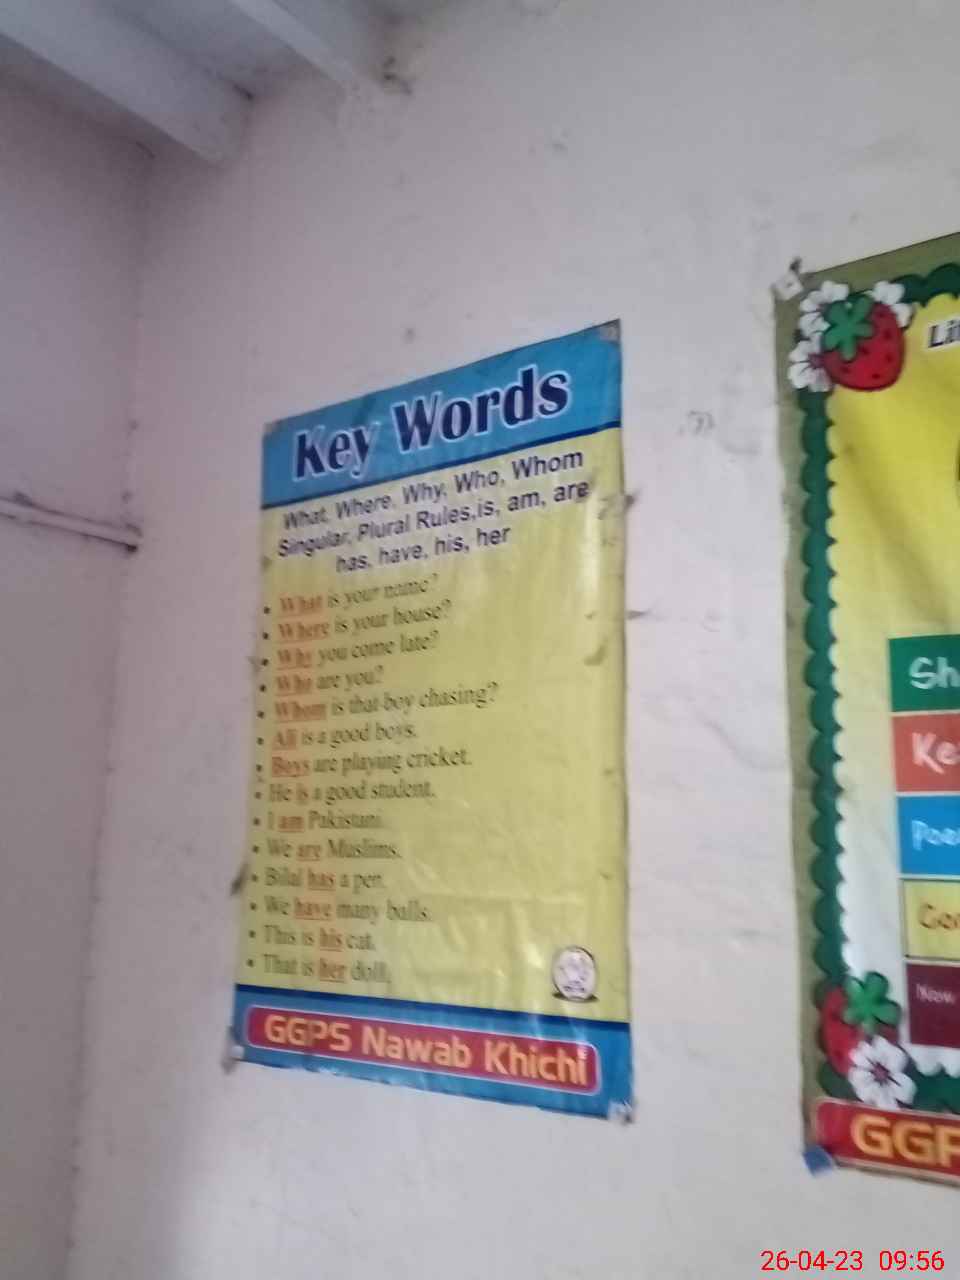 Key Words
What, Where, Why, Who, Whom
Singular, Plural Rules,is, am, are
has, have, his, her
• What is your name?
• Where is your house?
• Why you come late?
• Who are you?
• Whom is that boy chasing?
• Ali is a good boys.
• Boys are playing cricket.
• He is a good student.
• I am Pakistani.
• We are Muslims.
• Bilal has a pen.
• We have many balls.
• This is his cat.
• That is her doll.
GGPS Nawab Khichi
Sh
Ke
Now
GGP
26-04-23 09:56